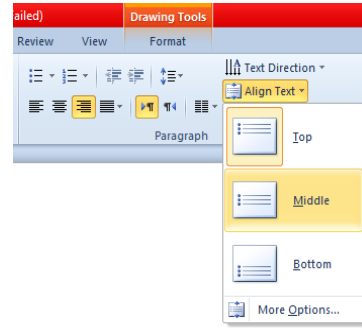 ailed)
Drawing Tools
Review View Format
Text Direction
Align Text
Paragraph
Top
Middle
Bottom
More Options...